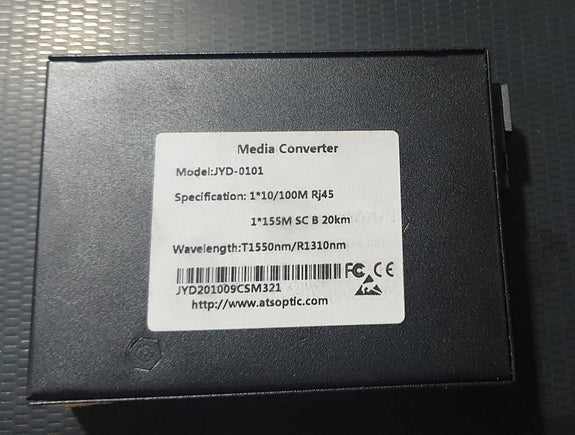 Media Converter
Model:JYD-0101
Specification: 1*10/100M Rj45
1*155M SC B 20km
Wavelength:T1550nm/R1310nm
FC CE
JYD201009CSM321
http://www.atsoptic.com